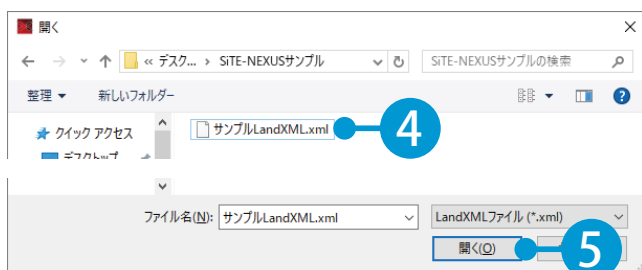 開く
« デスク... › SiTE-NEXUSサンプル
SiTE-NEXUSサンプルの検索
整理
新しいフォルダー
クイック アクセス
サンプルLandXML.xml
4
デスクトップ
ファイル名(N): サンプルLandXML.xml
LandXMLファイル (*.xml)
開く(O)
5